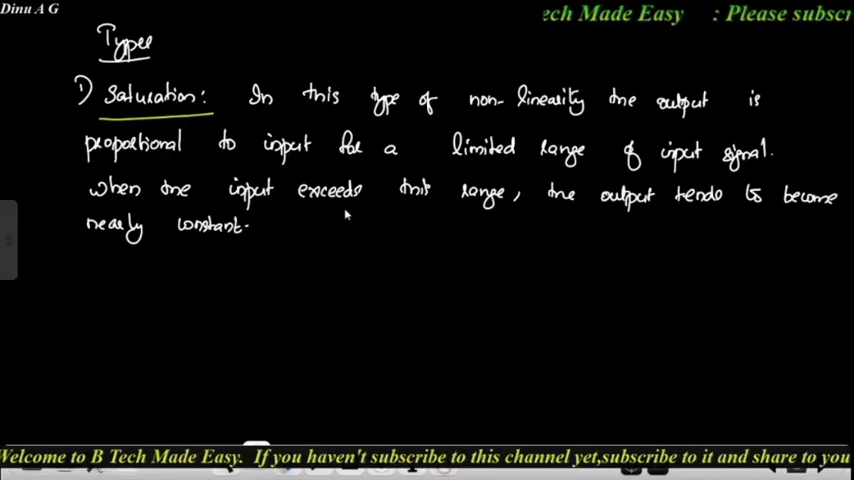 Dinu A G
ech Made Easy : Please subscr
Types
1) Saturation: In this type of non-linearity the output is
proportional to input for a limited range of input signal.
when the input exceeds this range, the output tends to become
nearly constant.
Welcome to B Tech Made Easy. If you haven't subscribe to this channel yet,subscribe to it and share to you